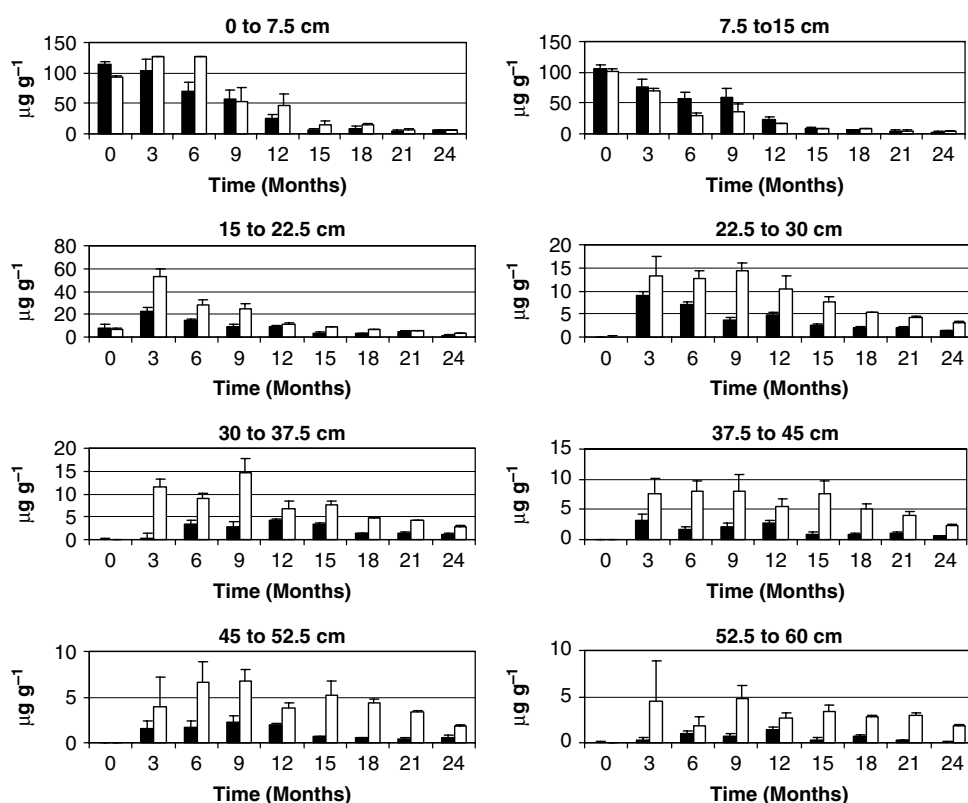 0 to 7.5 cm
150
100
50
0
μg g⁻¹
0 3 6 9 12 15 18 21 24
Time (Months)
7.5 to15 cm
150
100
50
0
μg g⁻¹
0 3 6 9 12 15 18 21 24
Time (Months)
15 to 22.5 cm
80
60
40
20
0
μg g⁻¹
0 3 6 9 12 15 18 21 24
Time (Months)
22.5 to 30 cm
20
15
10
5
0
μg g⁻¹
0 3 6 9 12 15 18 21 24
Time (Months)
30 to 37.5 cm
20
15
10
5
0
μg g⁻¹
0 3 6 9 12 15 18 21 24
Time (Months)
37.5 to 45 cm
15
10
5
0
μg g⁻¹
0 3 6 9 12 15 18 21 24
Time (Months)
45 to 52.5 cm
10
5
0
μg g⁻¹
0 3 6 9 12 15 18 21 24
Time (Months)
52.5 to 60 cm
10
5
0
μg g⁻¹
0 3 6 9 12 15 18 21 24
Time (Months)